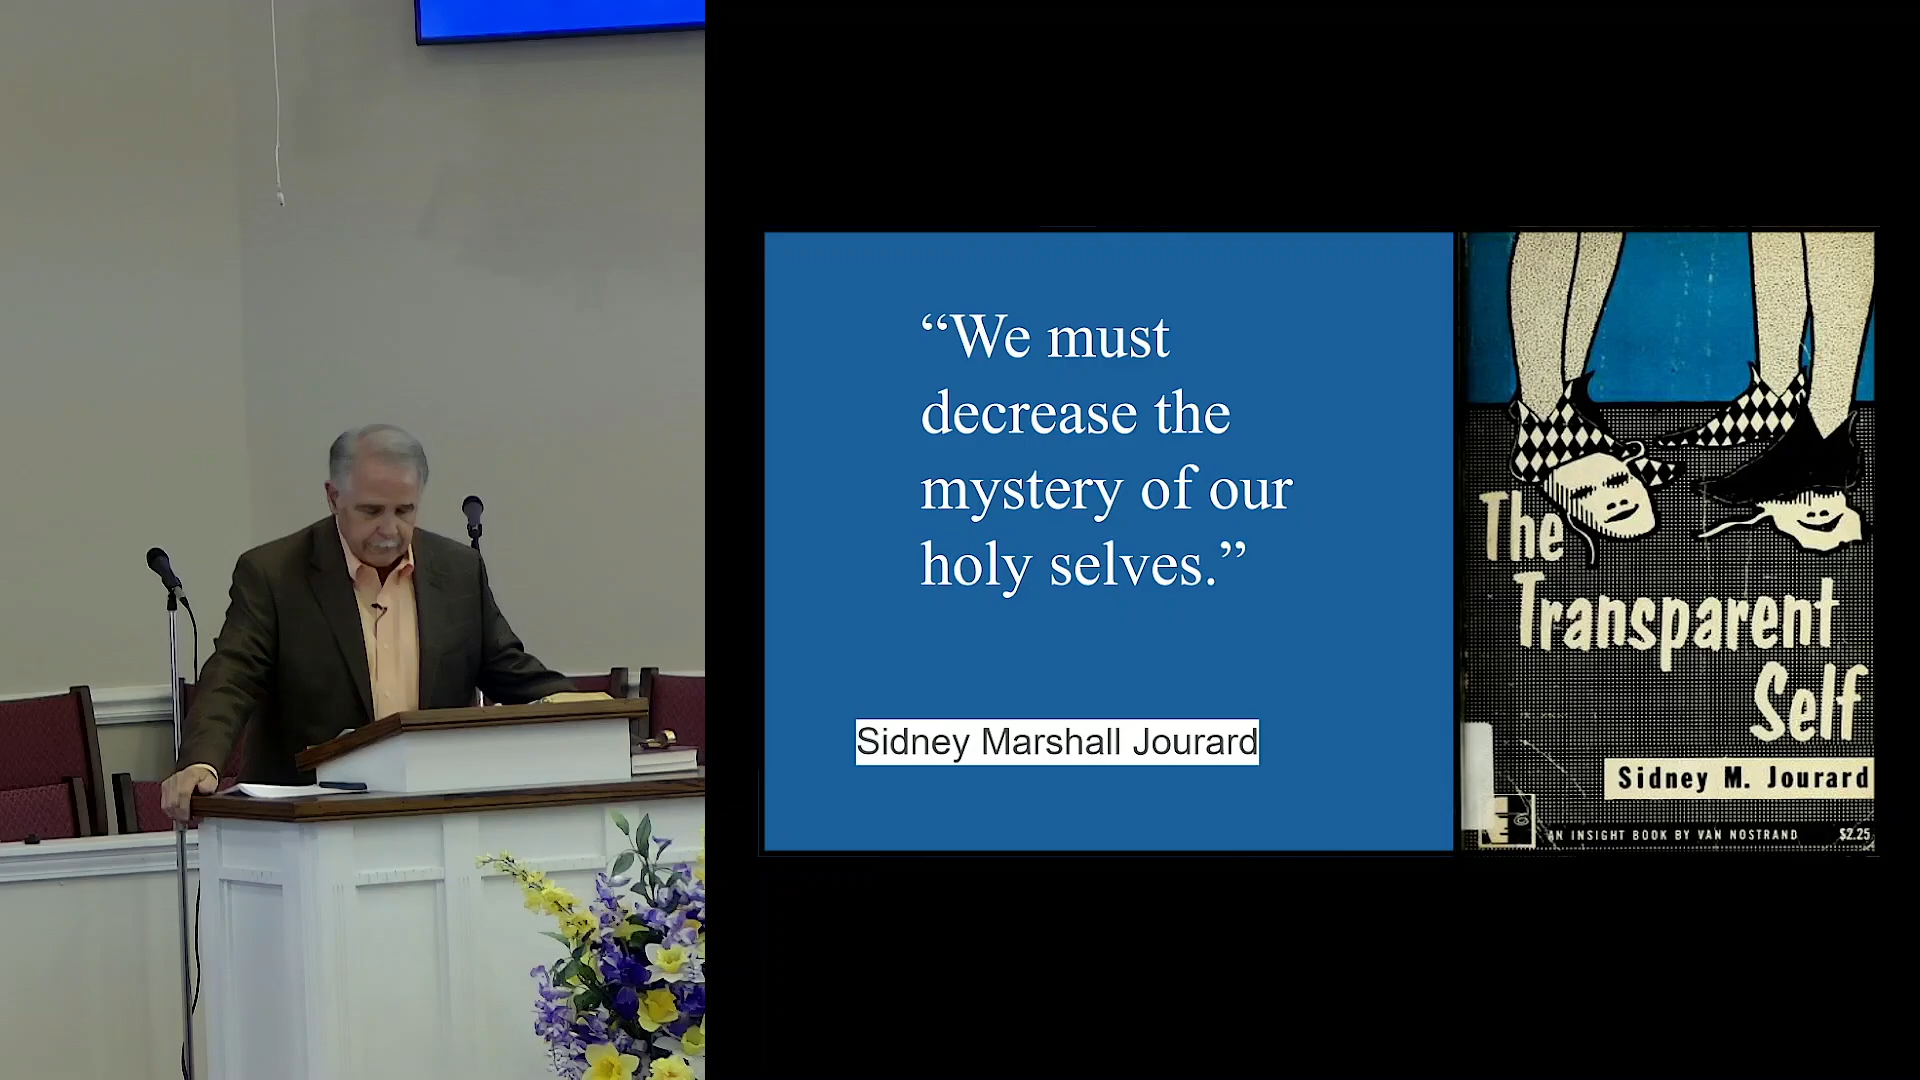 “We must
decrease the
mystery of our
holy selves.”
Sidney Marshall Jourard
The
Transparent
Self
Sidney M. Jourard
AN INSIGHT BOOK BY VAN NOSTRAND
$2.25